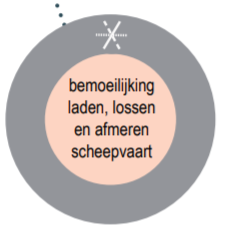 bemoeilijking
laden, lossen
en afmeren
scheepvaart